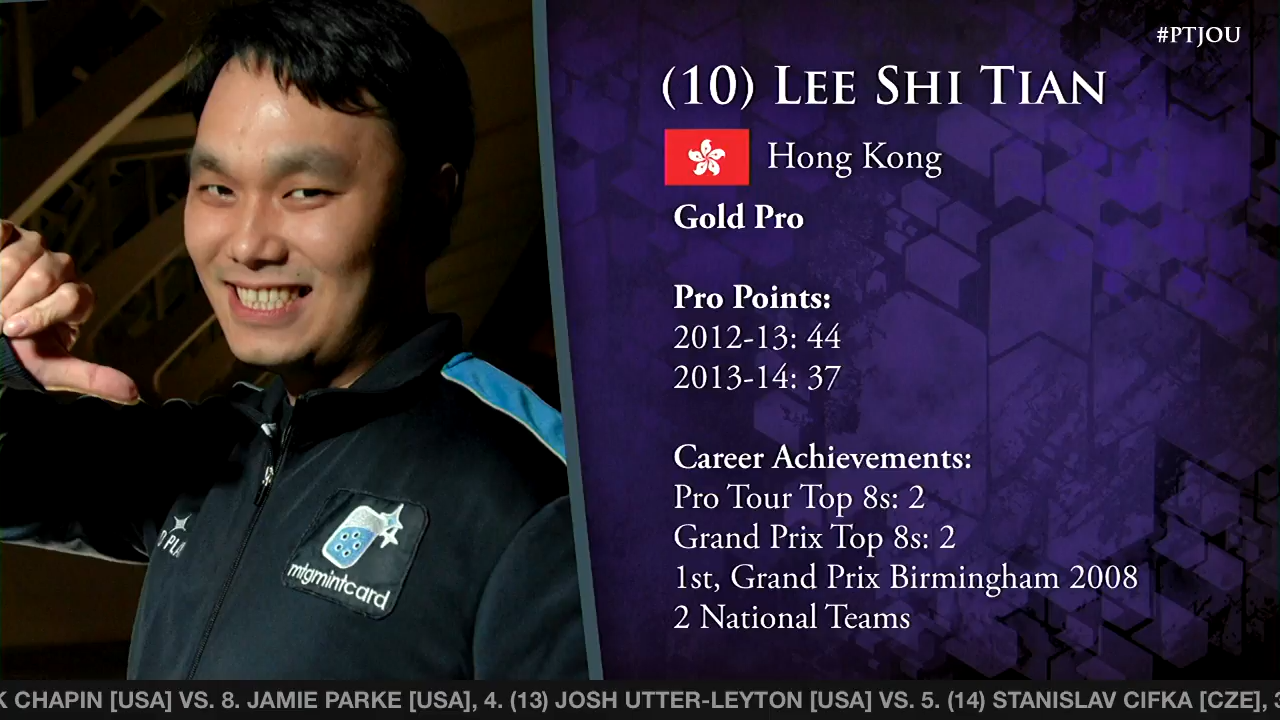 #PTJOU
(10) LEE SHI TIAN
Hong Kong
Gold Pro
Pro Points:
2012-13: 44
2013-14: 37
Career Achievements:
Pro Tour Top 8s: 2
Grand Prix Top 8s: 2
1st, Grand Prix Birmingham 2008
2 National Teams
mtgmintcard
K CHAPIN [USA] VS. 8. JAMIE PARKE [USA], 4. (13) JOSH UTTER-LEYTON [USA] VS. 5. (14) STANISLAV CIFKA [CZE],